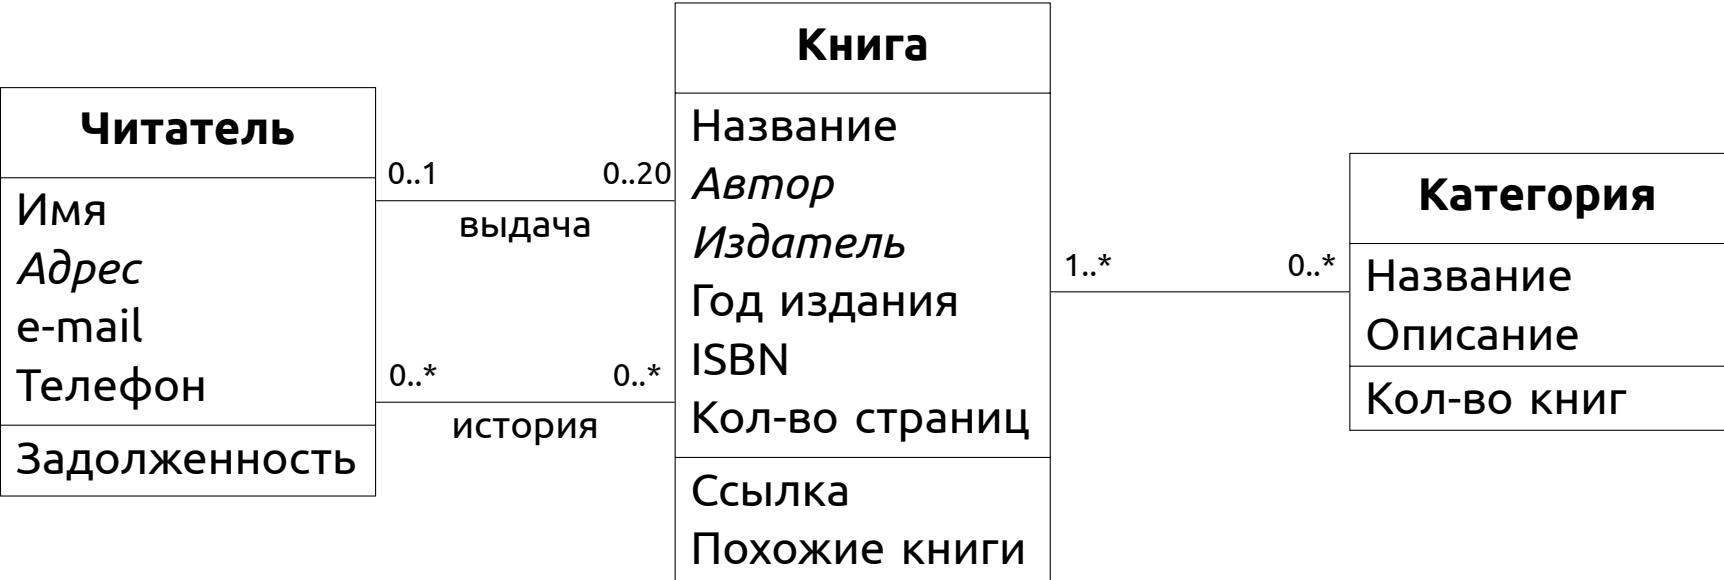 Читатель
Имя
Адрес
e-mail
Телефон
Задолженность
0..1
0..20
выдача
0..*
0..*
история
Книга
Название
Автор
Издатель
Год издания
ISBN
Кол-во страниц
Ссылка
Похожие книги
1..*
0..*
Категория
Название
Описание
Кол-во книг